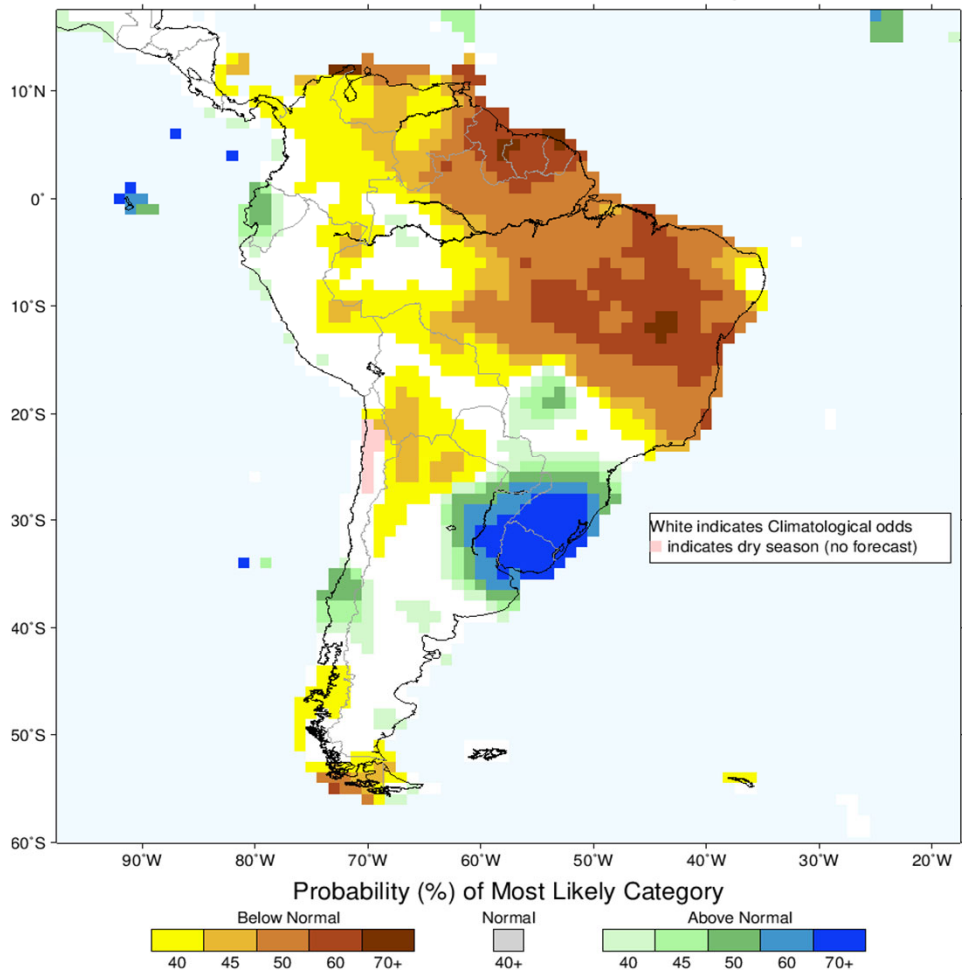 10˚N
0˚
10˚S
20˚S
30˚S
40˚S
50˚S
60˚S
White indicates Climatological odds
indicates dry season (no forecast)
90˚W 80˚W 70˚W 60˚W 50˚W 40˚W 30˚W 20˚W
Probability (%) of Most Likely Category
Below Normal Normal Above Normal
40 45 50 60 70+ 40+ 40 45 50 60 70+